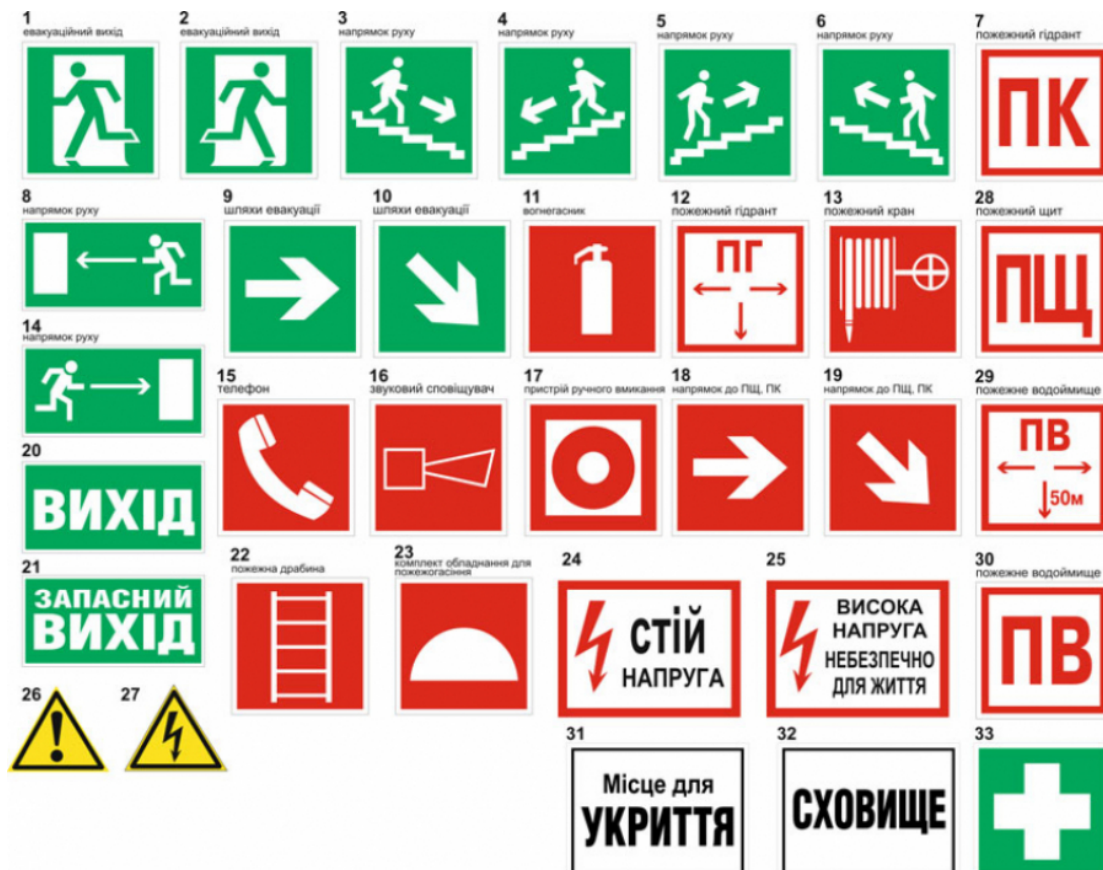 1
евакуаційний вихід
2
евакуаційний вихід
3
напрямок руху
4
напрямок руху
5
напрямок руху
6
напрямок руху
7
пожежний гідрант
ПК
8
напрямок руху
9
шляхи евакуації
10
шляхи евакуації
11
вогнегасник
12
пожежний гідрант
ПГ
13
пожежний кран
28
пожежний щит
ПЩ
14
напрямок руху
15
телефон
16
звуковий сповіщувач
17
пристрій ручного вмикання
18
напрямок до ПЩ, ПК
19
напрямок до ПЩ, ПК
29
пожежне водоймище
ПВ
50м
20
ВИХІД
21
ЗАПАСНИЙ
ВИХІД
22
пожежна драбина
23
комплект обладнання для
пожежогасіння
24
СТІЙ
НАПРУГА
25
ВИСОКА
НАПРУГА
НЕБЕЗПЕЧНО
ДЛЯ ЖИТТЯ
30
пожежне водоймище
ПВ
26
27
31
Місце для
УКРИТТЯ
32
СХОВИЩЕ
33